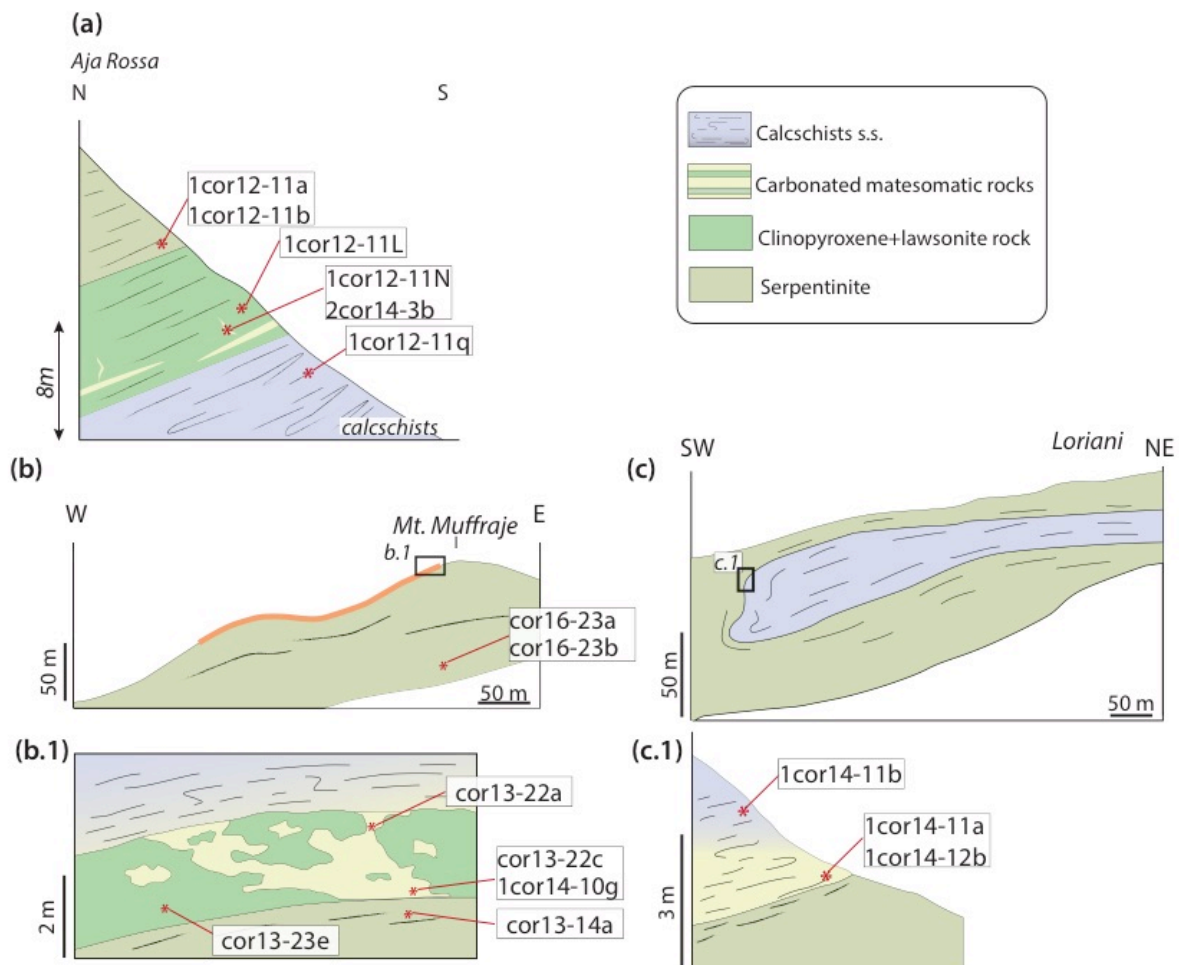 (a)
Aja Rossa
N S
1cor12-11a
1cor12-11b
1cor12-11L
1cor12-11N
2cor14-3b
1cor12-11q
8m
calcschists
Calcschists s.s.
Carbonated matesomatic rocks
Clinopyroxene+lawsonite rock
Serpentinite
(b)
W E
Mt. Muffraje
b.1
cor16-23a
cor16-23b
50 m
50 m
(c)
SW NE
Loriani
c.1
50 m
50 m
(b.1)
cor13-22a
cor13-22c
1cor14-10g
cor13-14a
cor13-23e
2 m
(c.1)
1cor14-11b
1cor14-11a
1cor14-12b
3 m